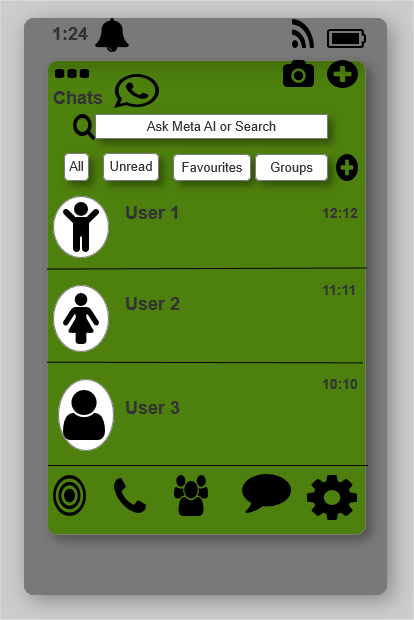 1:24
Chats
Ask Meta AI or Search
All Unread Favourites Groups
User 1 12:12
User 2 11:11
User 3 10:10